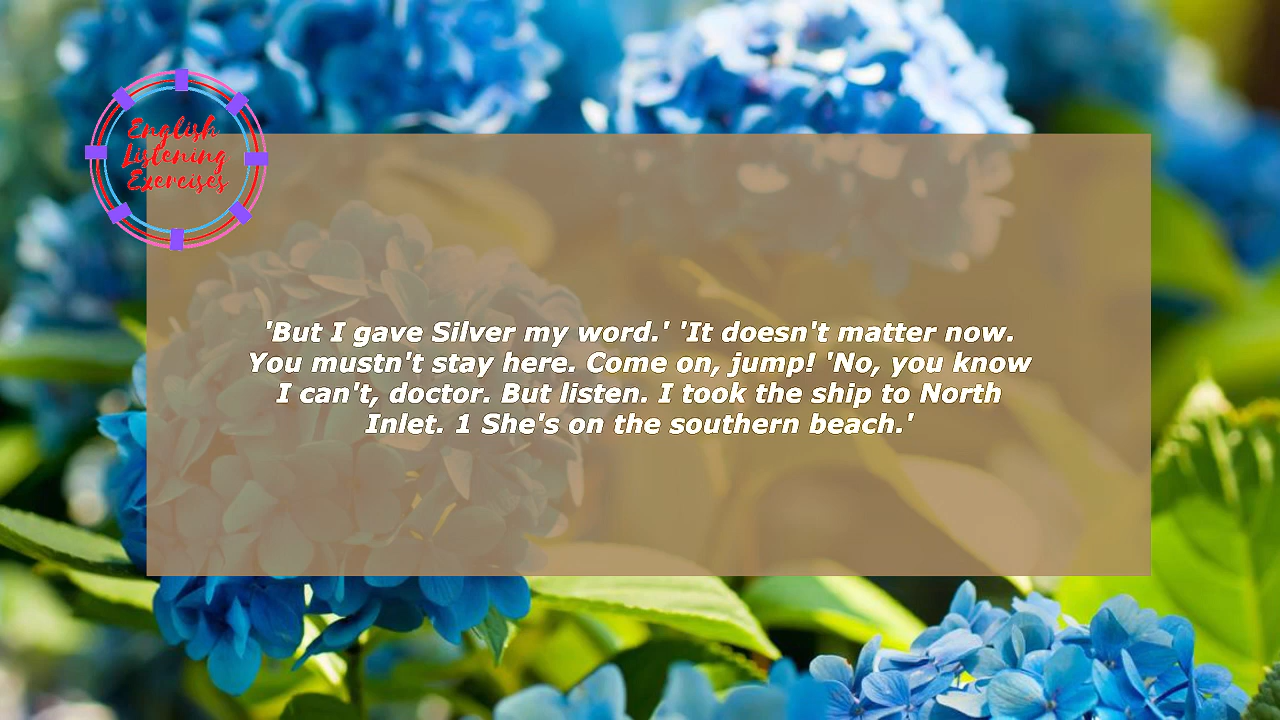 English
Listening
Exercises
'But I gave Silver my word.' 'It doesn't matter now.
You mustn't stay here. Come on, jump! 'No, you know
I can't, doctor. But listen. I took the ship to North
Inlet. 1 She's on the southern beach.'